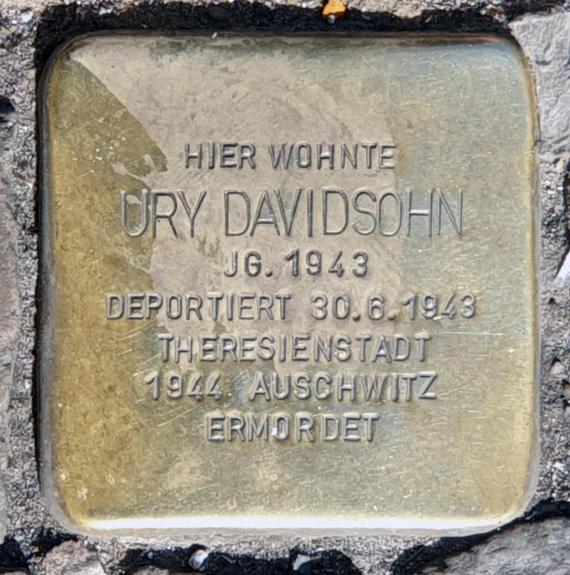 HIER WOHNTE
URY DAVIDSOHN
JG. 1943
DEPORTIERT 30.6.1943
THERESIENSTADT
1944 AUSCHWITZ
ERMORDET